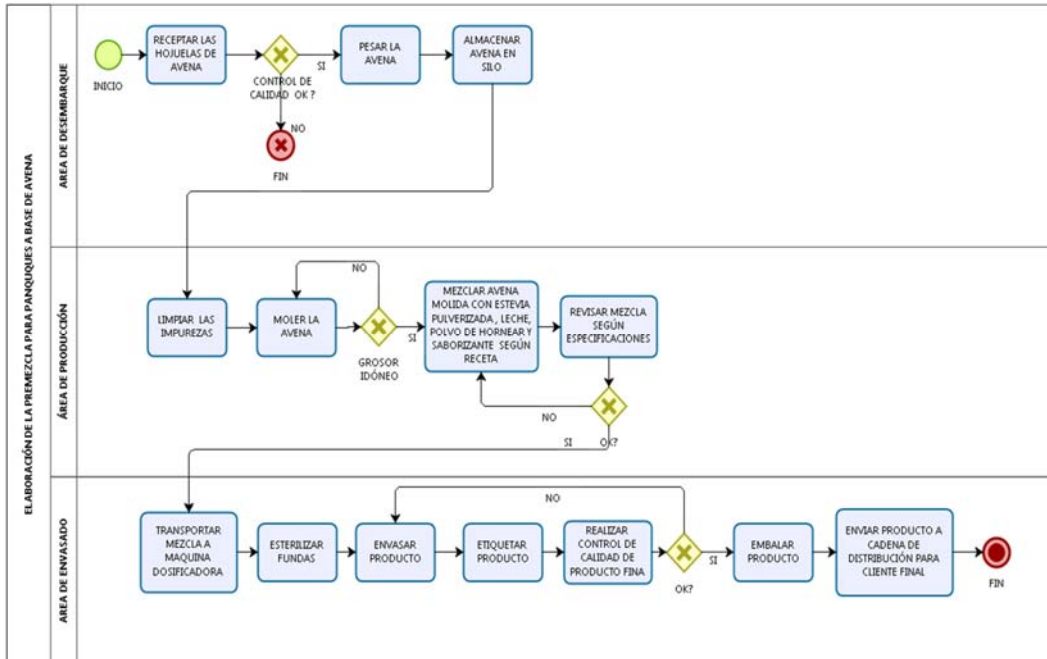 ELABORACIÓN DE LA PREMEZCLA PARA PANQUQUES A BASE DE AVENA
AREA DE DESEMBARQUE
INICIO
RECEPTAR LAS
HOJUELAS DE
AVENA
CONTROL DE
CALIDAD OK ?
SI
NO
FIN
PESAR LA
AVENA
ALMACENAR
AVENA EN
SILO
ÁREA DE PRODUCCIÓN
LIMPIAR LAS
IMPUREZAS
MOLER LA
AVENA
NO
GROSOR
IDÓNEO
SI
MEZCLAR AVENA
MOLIDA CON ESTEVIA
PULVERIZADA , LECHE,
POLVO DE HORNEAR Y
SABORIZANTE SEGÚN
RECETA
REVISAR MEZCLA
SEGÚN
ESPECIFICACIONES
NO
SI
OK?
AREA DE ENVASADO
TRANSPORTAR
MEZCLA A
MAQUINA
DOSIFICADORA
ESTERILIZAR
FUNDAS
ENVASAR
PRODUCTO
ETIQUETAR
PRODUCTO
REALIZAR
CONTROL DE
CALIDAD DE
PRODUCTO FINA
NO
OK?
SI
EMBALAR
PRODUCTO
ENVIAR PRODUCTO A
CADENA DE
DISTRIBUCIÓN PARA
CLIENTE FINAL
FIN